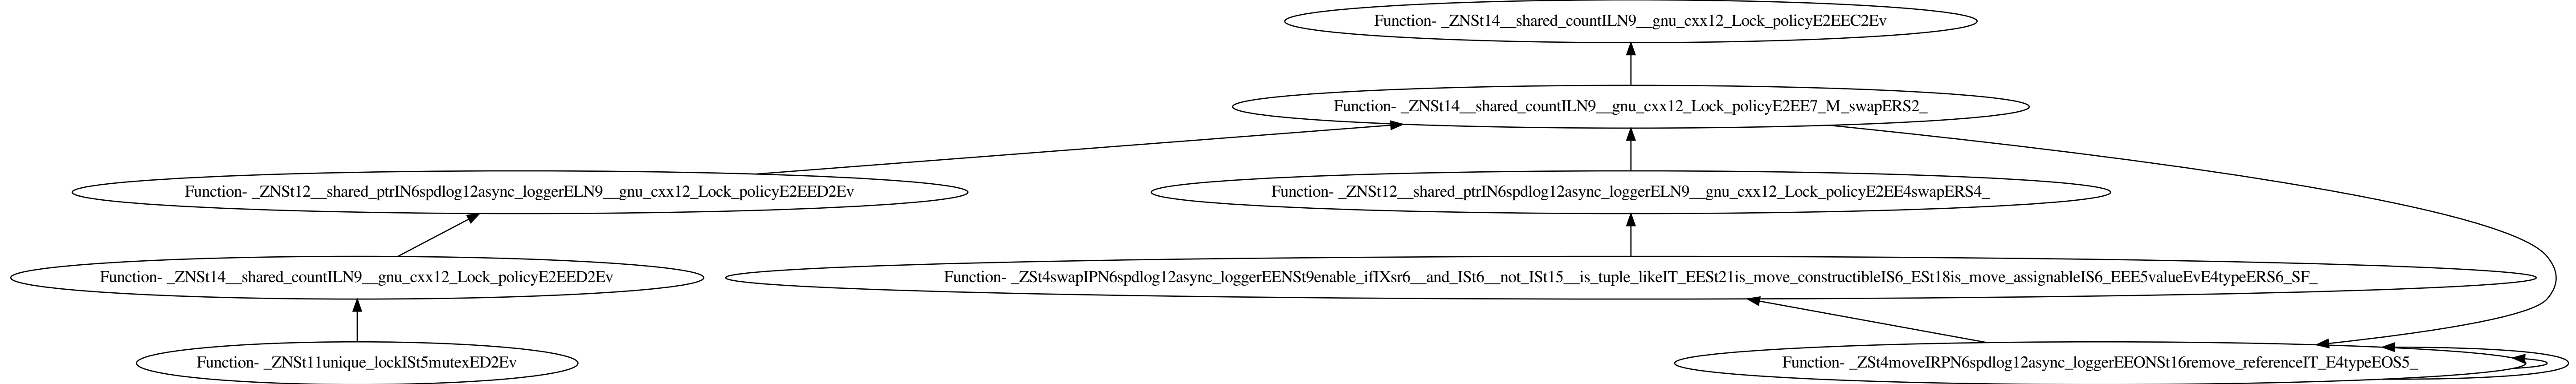 Function- _ZNSt14__shared_countILN9__gnu_cxx12_Lock_policyE2EEC2Ev
Function- _ZNSt14__shared_countILN9__gnu_cxx12_Lock_policyE2EE7_M_swapERS2_
Function- _ZNSt12__shared_ptrIN6spdlog12async_loggerELN9__gnu_cxx12_Lock_policyE2EED2Ev
Function- _ZNSt12__shared_ptrIN6spdlog12async_loggerELN9__gnu_cxx12_Lock_policyE2EE4swapERS4_
Function- _ZNSt14__shared_countILN9__gnu_cxx12_Lock_policyE2EED2Ev
Function- _ZSt4swapIPN6spdlog12async_loggerEENSt9enable_ifIXsr6__and_ISt6__not_ISt15__is_tuple_likeIT_EESt21is_move_constructibleIS6_ESt18is_move_assignableIS6_EEE5valueEvE4typeERS6_SF_
Function- _ZNSt11unique_lockISt5mutexED2Ev
Function- _ZSt4moveIRPN6spdlog12async_loggerEEONSt16remove_referenceIT_E4typeEOS5_